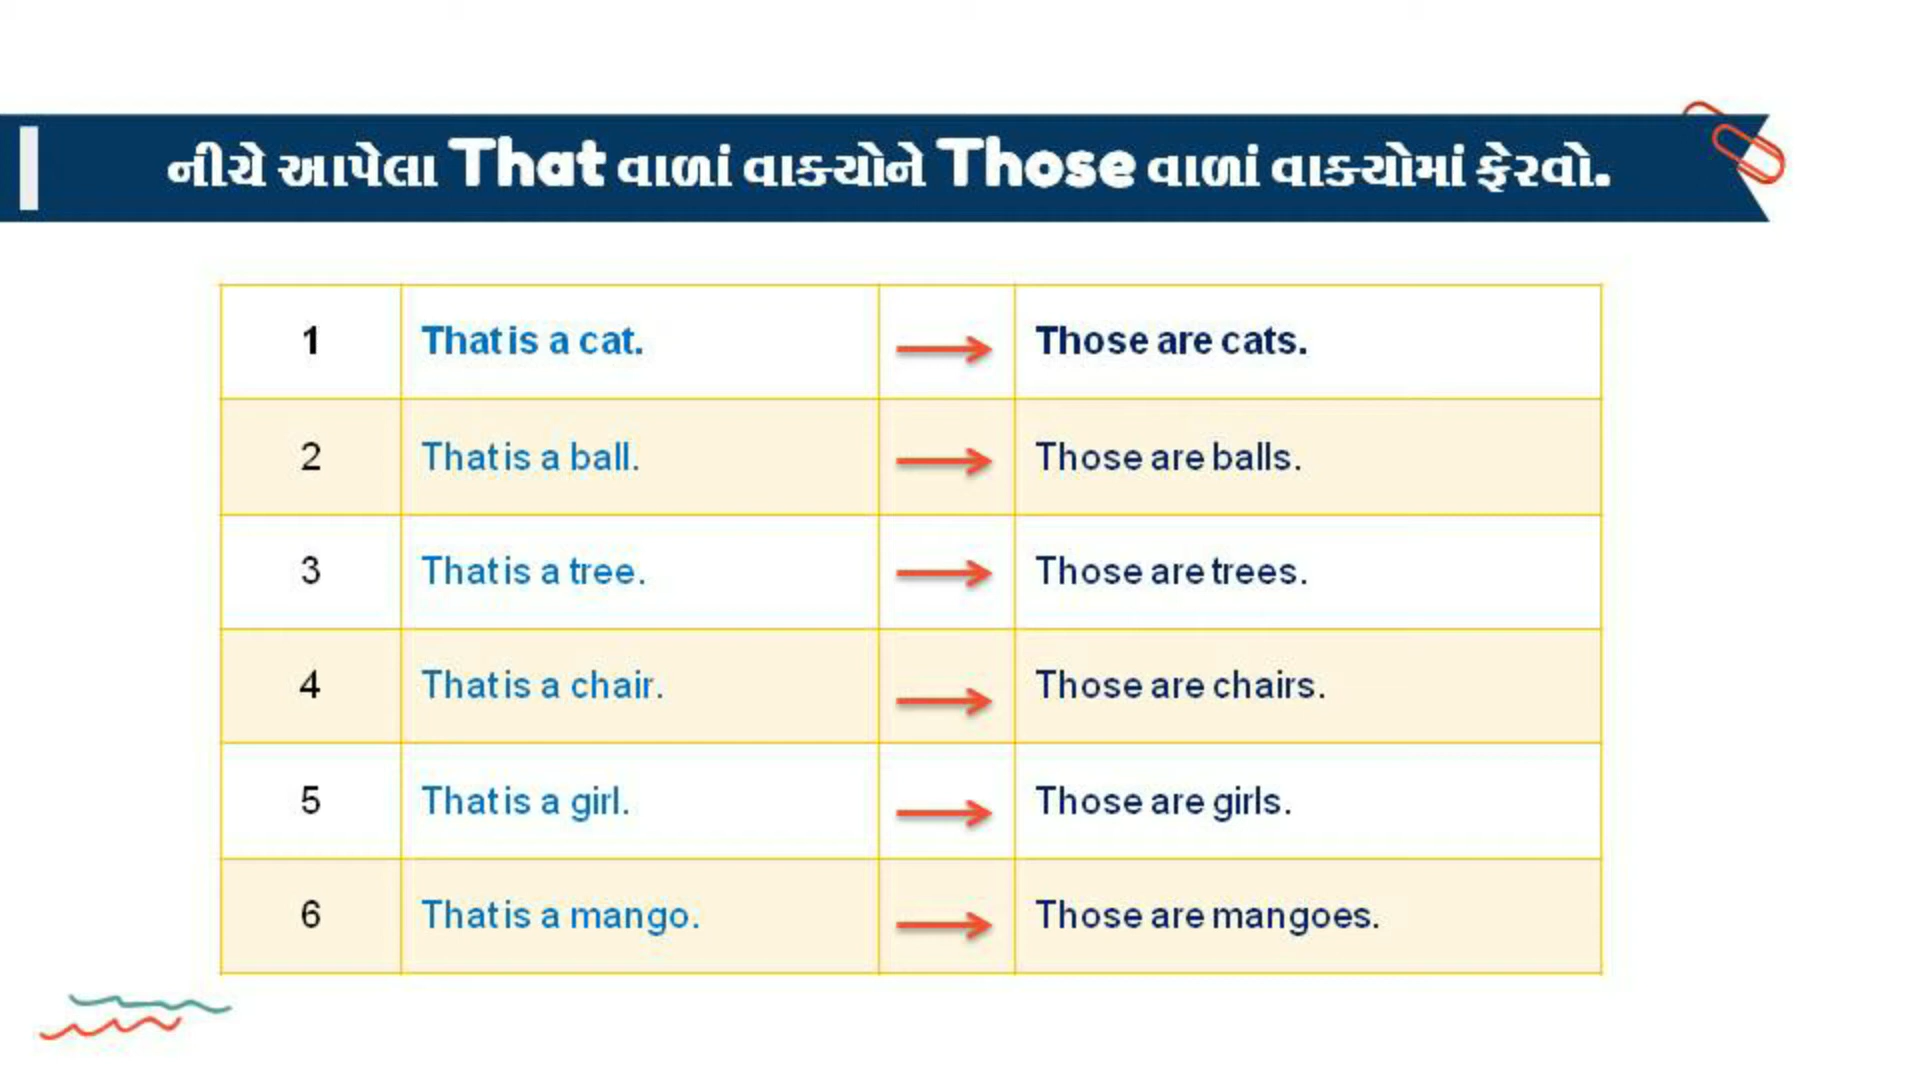 નીચે આપેલા That વાળાં વાક્યોને Those વાળાં વાક્યોમાં ફેરવો.
1 That is a cat. → Those are cats.
2 That is a ball. → Those are balls.
3 That is a tree. → Those are trees.
4 That is a chair. → Those are chairs.
5 That is a girl. → Those are girls.
6 That is a mango. → Those are mangoes.